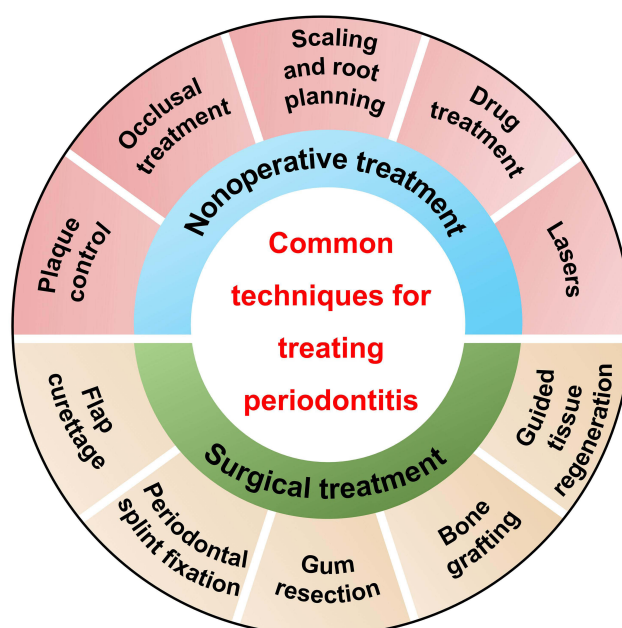 Common
techniques for
treating
periodontitis
Nonoperative treatment
Plaque
control
Occlusal
treatment
Scaling
and root
planning
Drug
treatment
Lasers
Surgical treatment
Flap
curettage
Periodontal
splint fixation
Gum
resection
Bone
grafting
Guided
tissue
regeneration